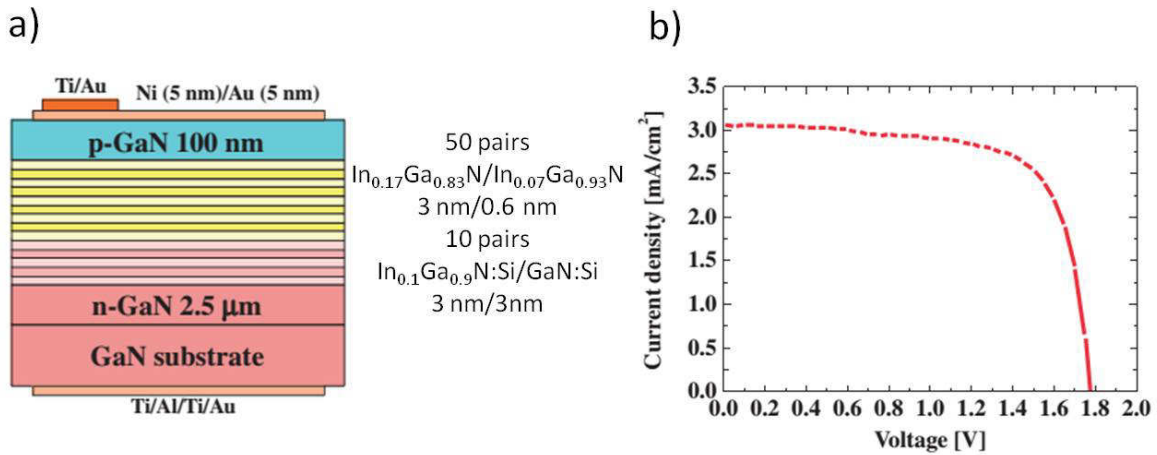 a)
Ti/Au
Ni (5 nm)/Au (5 nm)
p-GaN 100 nm
50 pairs
In0.17Ga0.83N/In0.07Ga0.93N
3 nm/0.6 nm
10 pairs
In0.1Ga0.9N:Si/GaN:Si
3 nm/3nm
n-GaN 2.5 μm
GaN substrate
Ti/Al/Ti/Au
b)
Current density [mA/cm2]
3.5
3.0
2.5
2.0
1.5
1.0
0.5
0.0
0.0 0.2 0.4 0.6 0.8 1.0 1.2 1.4 1.6 1.8 2.0
Voltage [V]